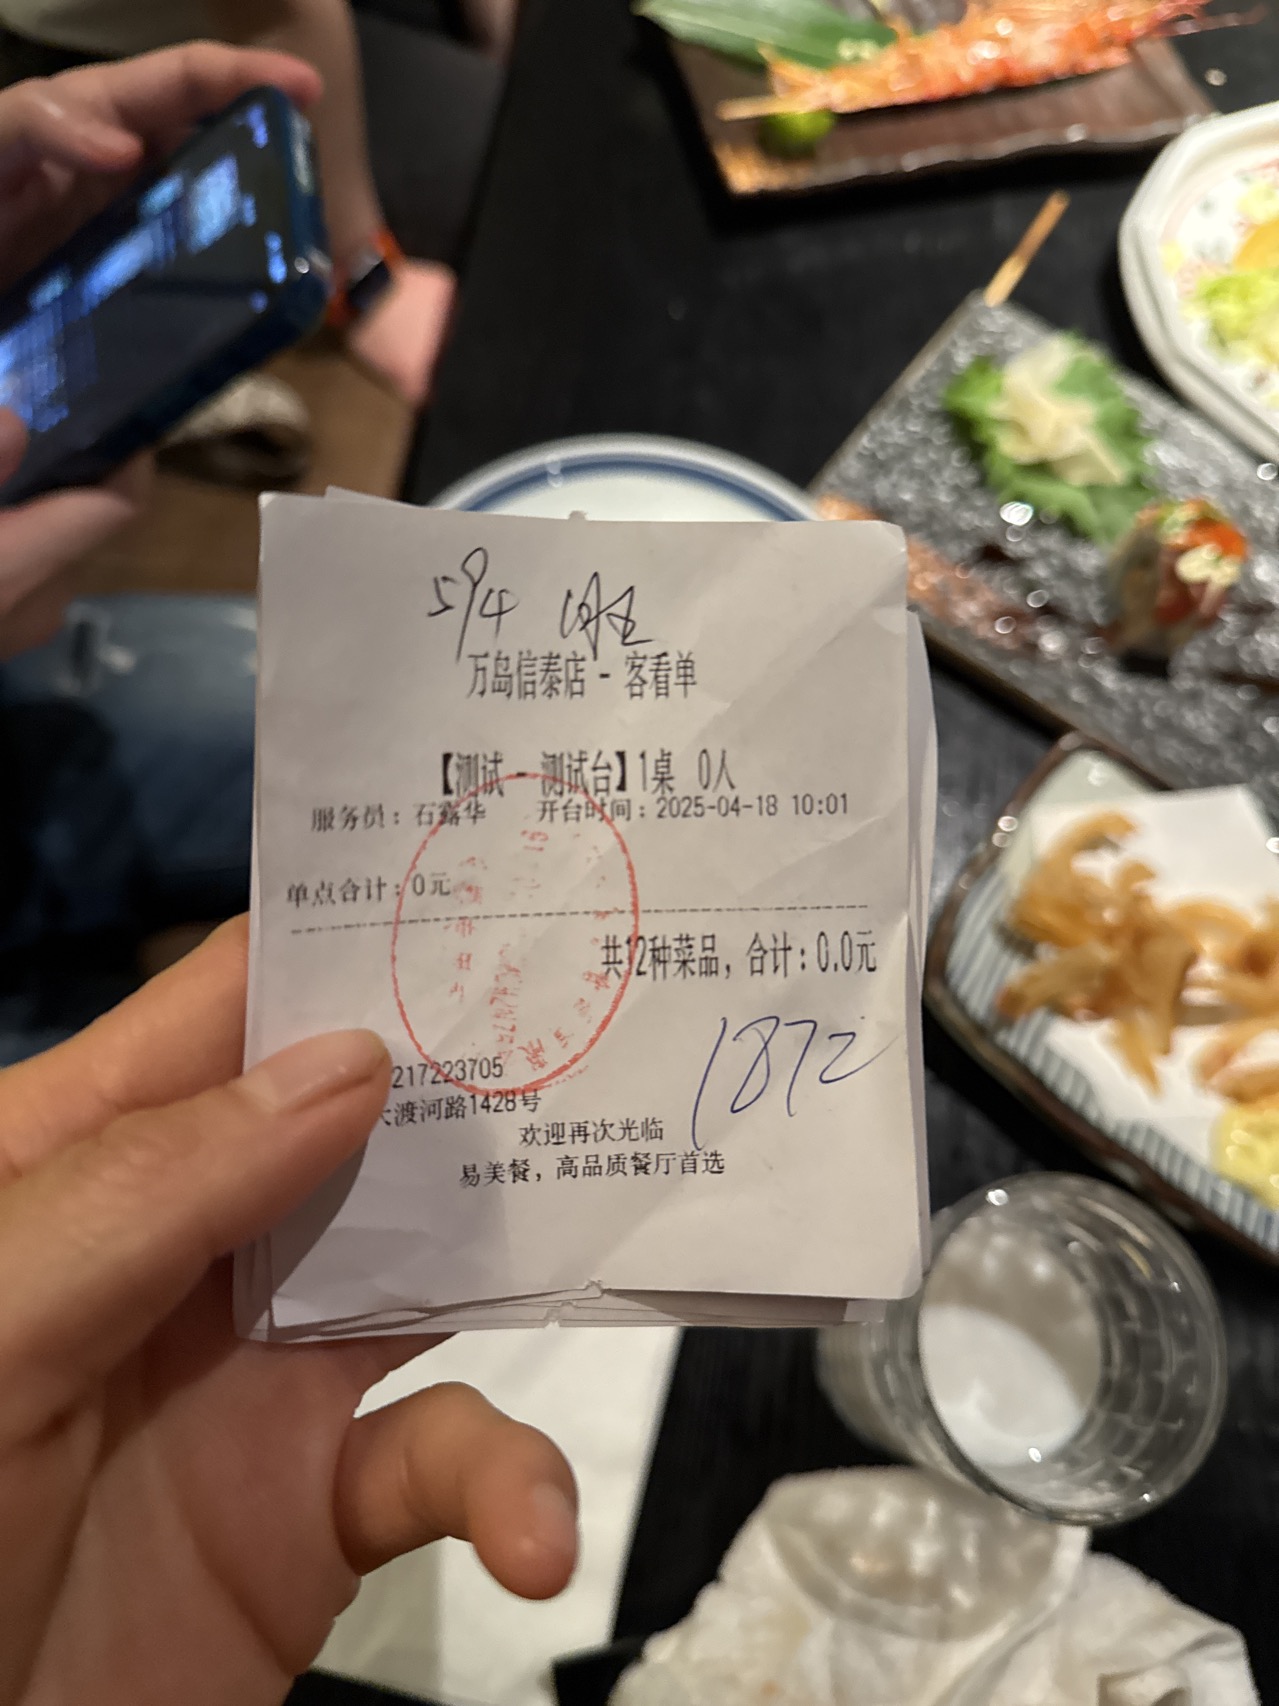 594
万岛信泰店 - 客看单
【测试 - 测试台】1桌 0人
服务员：石露华 开台时间：2025-04-18 10:01
单点合计：0元
共12种菜品，合计：0.0元
1872
217223705
大渡河路1428号
欢迎再次光临
易美餐，高品质餐厅首选